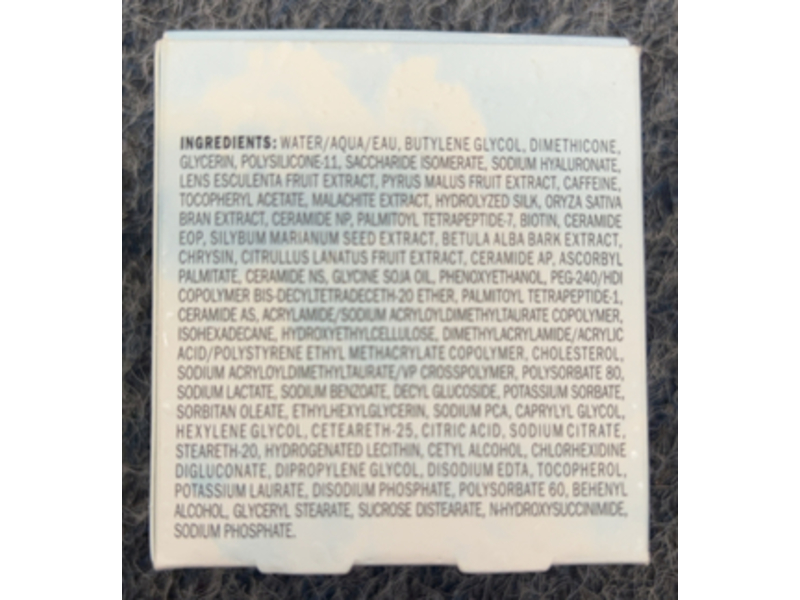 INGREDIENTS: WATER/AQUA/EAU, BUTYLENE GLYCOL, DIMETHICONE,
GLYCERIN, POLYSILICONE-11, SACCHARIDE ISOMERATE, SODIUM HYALURONATE,
LENS ESCULENTA FRUIT EXTRACT, PYRUS MALUS FRUIT EXTRACT, CAFFEINE,
TOCOPHERYL ACETATE, MALACHITE EXTRACT, HYDROLYZED SILK, ORYZA SATIVA
BRAN EXTRACT, CERAMIDE NP, PALMITOYL TETRAPEPTIDE-7, BIOTIN, CERAMIDE
EOP, SILYBUM MARIANUM SEED EXTRACT, BETULA ALBA BARK EXTRACT,
CHRYSIN, CITRULLUS LANATUS FRUIT EXTRACT, CERAMIDE AP, ASCORBYL
PALMITATE, CERAMIDE NS, GLYCINE SOJA OIL, PHENOXYETHANOL, PEG-240/HDI
COPOLYMER BIS-DECYLTETRADECETH-20 ETHER, PALMITOYL TETRAPEPTIDE-1,
CERAMIDE AS, ACRYLAMIDE/SODIUM ACRYLOYLDIMETHYLTAURATE COPOLYMER,
ISOHEXADECANE, HYDROXYETHYLCELLULOSE, DIMETHYLACRYLAMIDE/ACRYLIC
ACID/POLYSTYRENE ETHYL METHACRYLATE COPOLYMER, CHOLESTEROL,
SODIUM ACRYLOYLDIMETHYLTAURATE/VP CROSSPOLYMER, POLYSORBATE 80,
SODIUM LACTATE, SODIUM BENZOATE, DECYL GLUCOSIDE, POTASSIUM SORBATE,
SORBITAN OLEATE, ETHYLHEXYLGLYCERIN, SODIUM PCA, CAPRYLYL GLYCOL,
HEXYLENE GLYCOL, CETEARETH-25, CITRIC ACID, SODIUM CITRATE,
STEARETH-20, HYDROGENATED LECITHIN, CETYL ALCOHOL, CHLORHEXIDINE
DIGLUCONATE, DIPROPYLENE GLYCOL, DISODIUM EDTA, TOCOPHEROL,
POTASSIUM LAURATE, DISODIUM PHOSPHATE, POLYSORBATE 60, BEHENYL
ALCOHOL, GLYCERYL STEARATE, SUCROSE DISTEARATE, N-HYDROXYSUCCINIMIDE,
SODIUM PHOSPHATE.